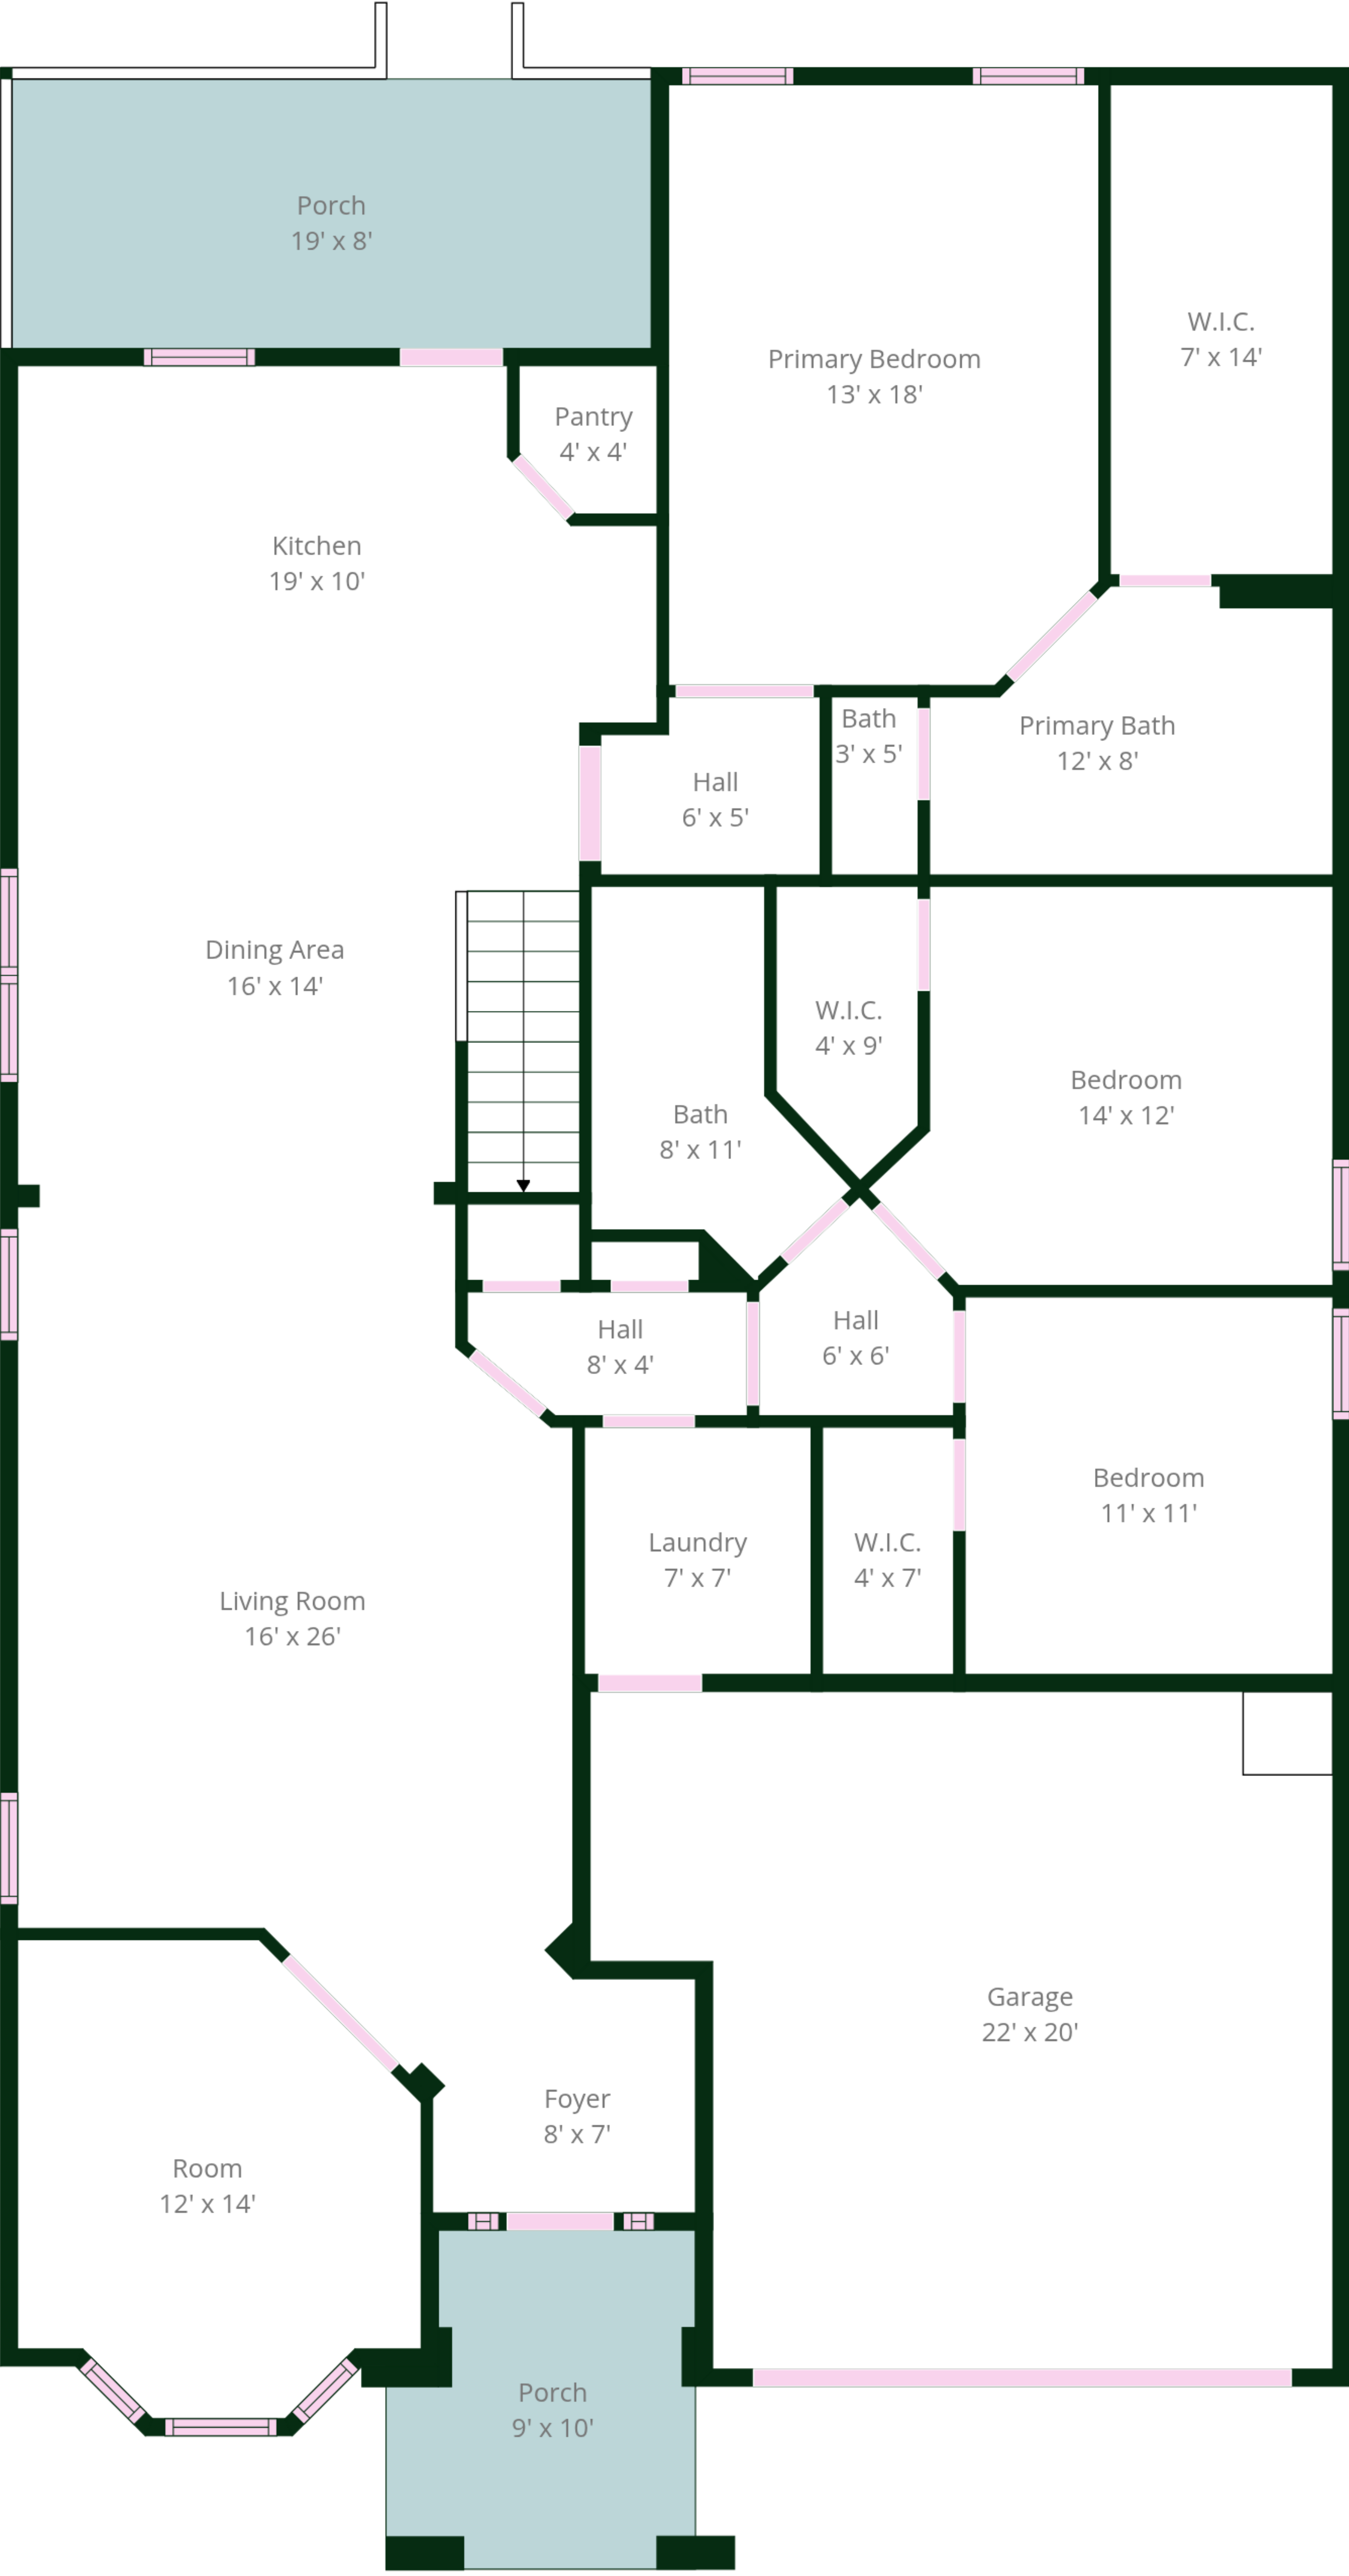 Porch
19' x 8'
W.I.C.
7' x 14'
Primary Bedroom
13' x 18'
Pantry
4' x 4'
Kitchen
19' x 10'
Bath
3' x 5'
Primary Bath
12' x 8'
Hall
6' x 5'
Dining Area
16' x 14'
W.I.C.
4' x 9'
Bedroom
14' x 12'
Bath
8' x 11'
Hall
8' x 4'
Hall
6' x 6'
Bedroom
11' x 11'
Laundry
7' x 7'
W.I.C.
4' x 7'
Living Room
16' x 26'
Garage
22' x 20'
Foyer
8' x 7'
Room
12' x 14'
Porch
9' x 10'